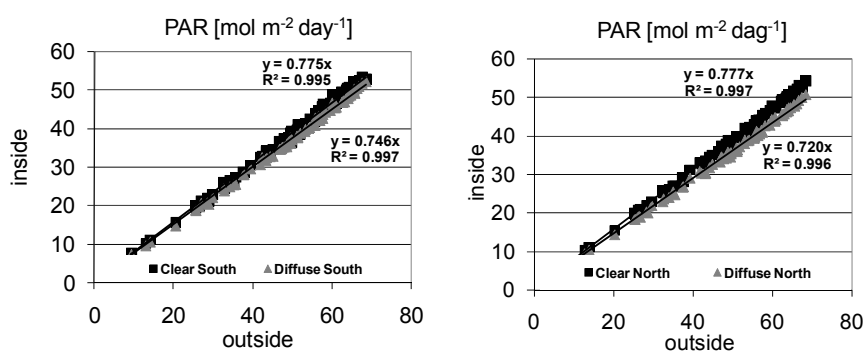 PAR [mol m-2 day-1]
60
50
40
30
20
10
0
inside
y = 0.775x
R² = 0.995
y = 0.746x
R² = 0.997
Clear South Diffuse South
0 20 40 60 80
outside
PAR [mol m-2 dag-1]
60
50
40
30
20
10
0
inside
y = 0.777x
R² = 0.997
y = 0.720x
R² = 0.996
Clear North Diffuse North
0 20 40 60 80
outside